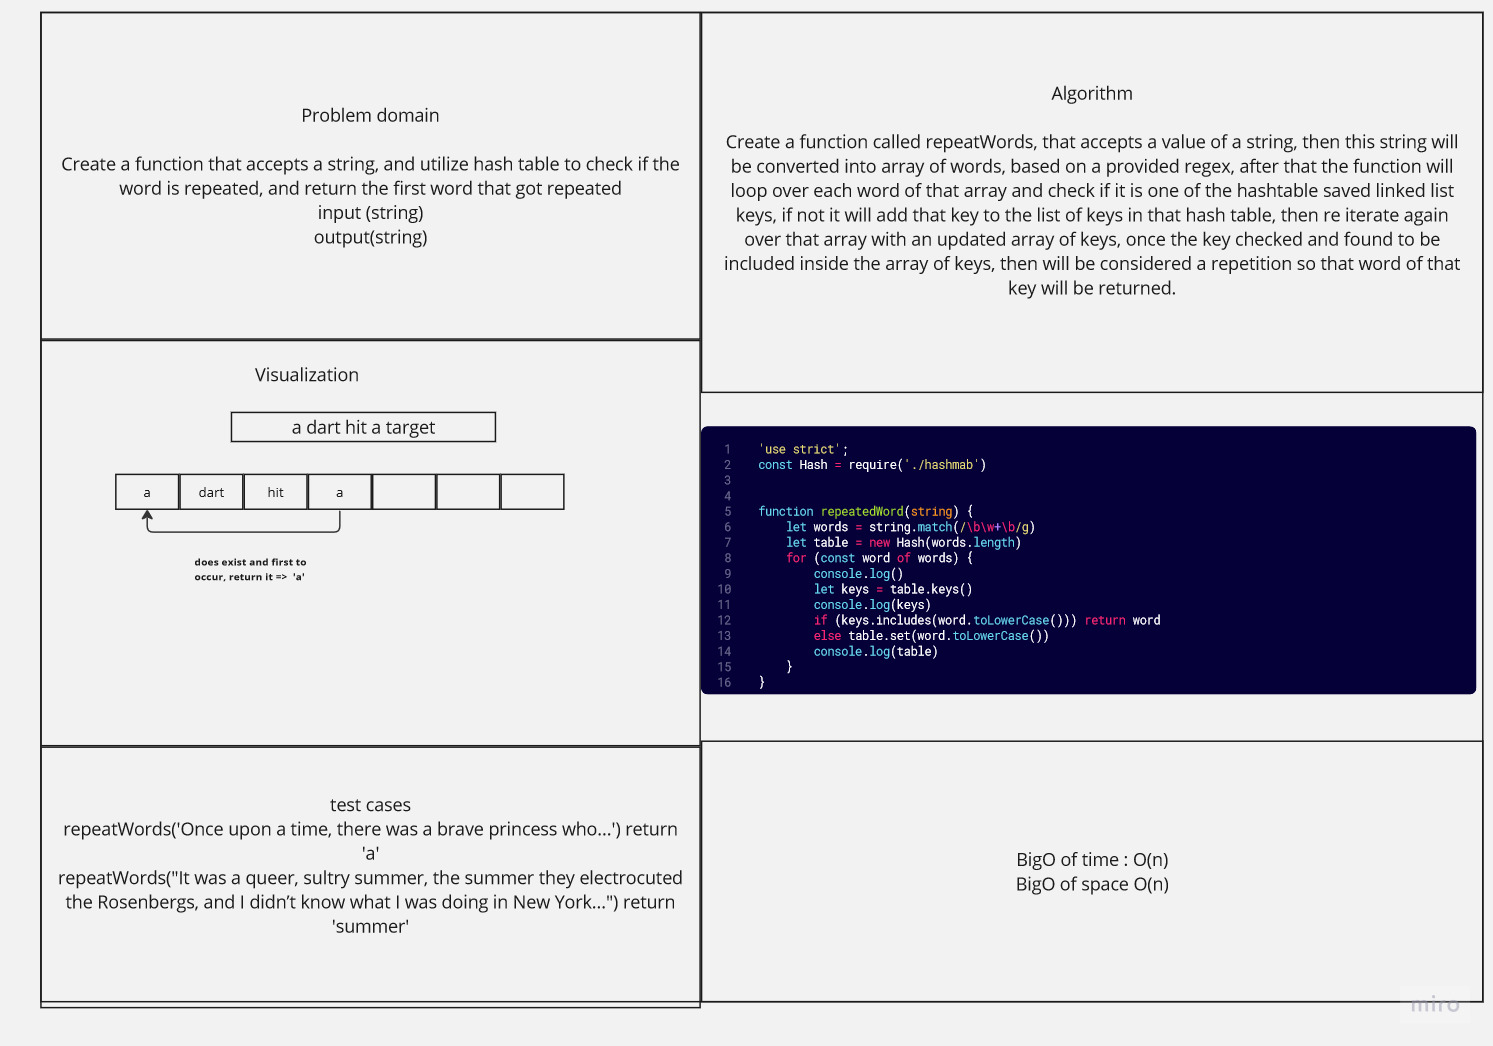 Problem domain
Create a function that accepts a string, and utilize hash table to check if the
word is repeated, and return the first word that got repeated
input (string)
output(string)
Algorithm
Create a function called repeatWords, that accepts a value of a string, then this string will
be converted into array of words, based on a provided regex, after that the function will
loop over each word of that array and check if it is one of the hashtable saved linked list
keys, if not it will add that key to the list of keys in that hash table, then re iterate again
over that array with an updated array of keys, once the key checked and found to be
included inside the array of keys, then will be considered a repetition so that word of that
key will be returned.
Visualization
a dart hit a target
a dart hit a
does exist and first to
occur, return it => 'a'
1 'use strict';
2 const Hash = require('./hashmab')
3
4
5 function repeatedWord(string) {
6 let words = string.match(/\b\w+\b/g)
7 let table = new Hash(words.length)
8 for (const word of words) {
9 console.log()
10 let keys = table.keys()
11 console.log(keys)
12 if (keys.includes(word.toLowerCase())) return word
13 else table.set(word.toLowerCase())
14 console.log(table)
15 }
16 }
test cases
repeatWords('Once upon a time, there was a brave princess who...') return
'a'
repeatWords("It was a queer, sultry summer, the summer they electrocuted
the Rosenbergs, and I didn’t know what I was doing in New York...") return
'summer'
BigO of time : O(n)
BigO of space O(n)
miro